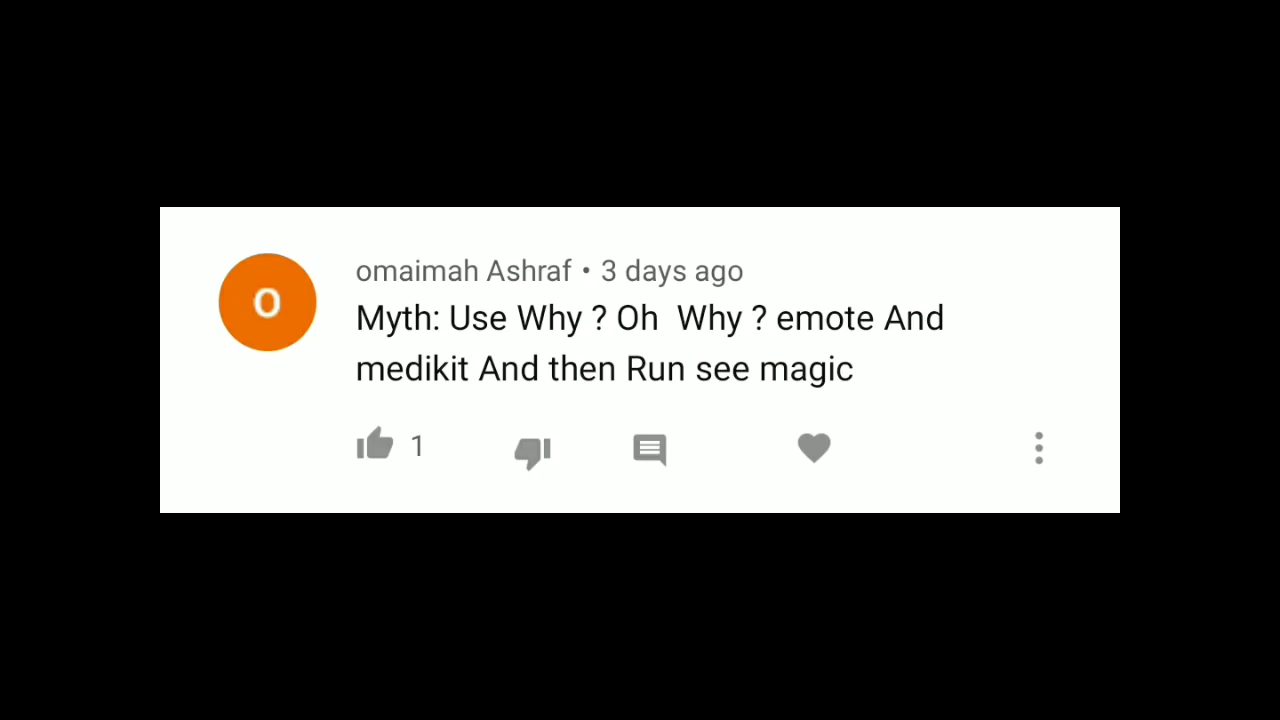 O
omaimah Ashraf • 3 days ago
Myth: Use Why ? Oh  Why ? emote And
medikit And then Run see magic
1